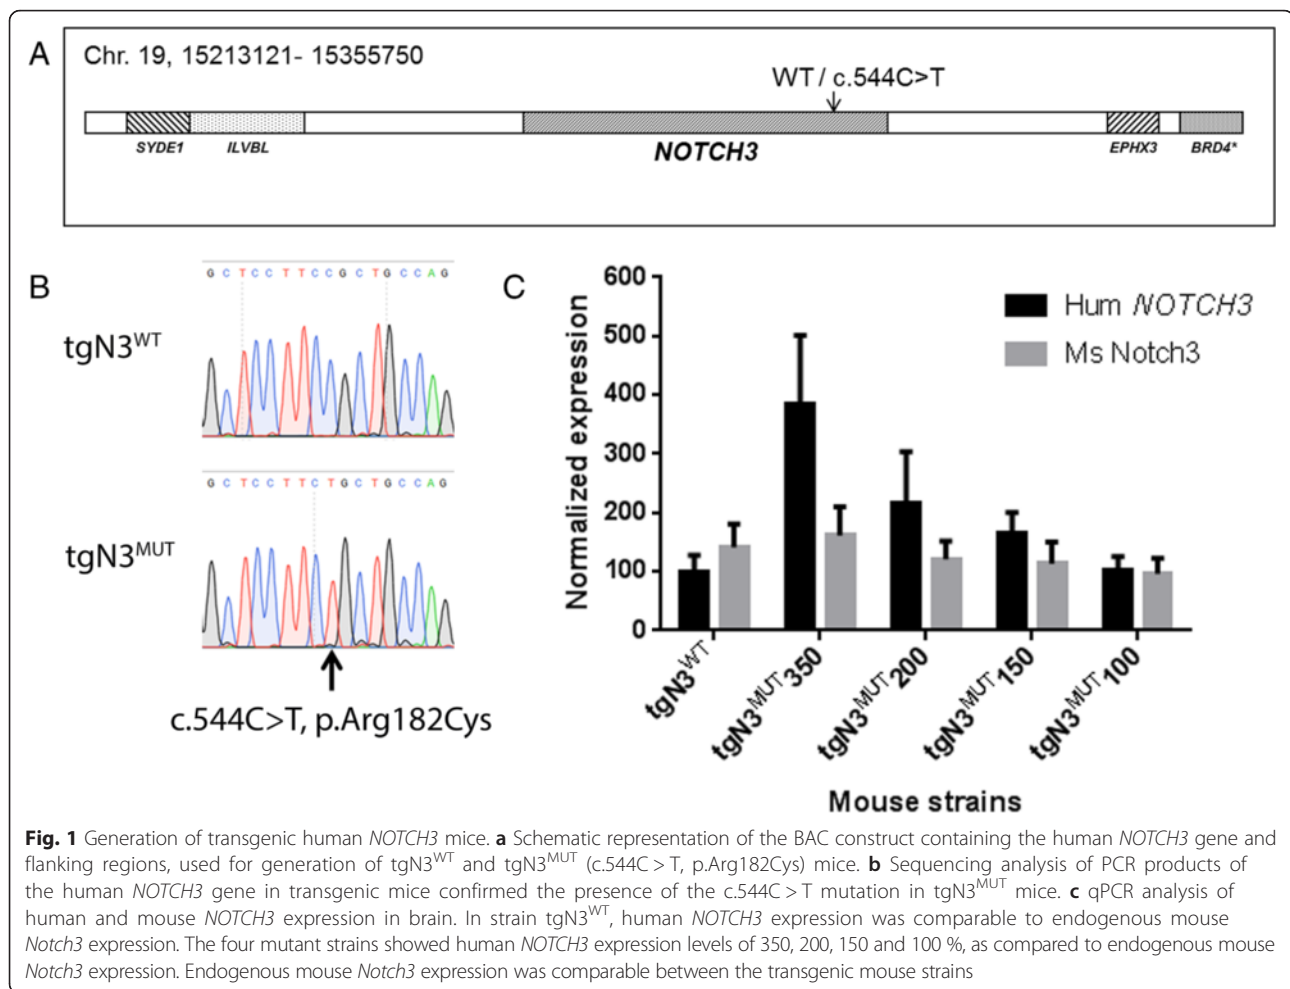 A
Chr. 19, 15213121- 15355750
WT / c.544C>T
SYDE1
ILVBL
NOTCH3
EPHX3
BRD4*
B
G C T C C T T C C G C T G C C A G
tgN3WT
G C T C C T T C T G C T G C C A G
tgN3MUT
c.544C>T, p.Arg182Cys
C
600
500
400
300
200
100
0
Normalized expression
Hum NOTCH3
Ms Notch3
tgN3WT
tgN3MUT350
tgN3MUT200
tgN3MUT150
tgN3MUT100
Mouse strains
Fig. 1 Generation of transgenic human NOTCH3 mice. a Schematic representation of the BAC construct containing the human NOTCH3 gene and
flanking regions, used for generation of tgN3WT and tgN3MUT (c.544C > T, p.Arg182Cys) mice. b Sequencing analysis of PCR products of
the human NOTCH3 gene in transgenic mice confirmed the presence of the c.544C > T mutation in tgN3MUT mice. c qPCR analysis of
human and mouse NOTCH3 expression in brain. In strain tgN3WT, human NOTCH3 expression was comparable to endogenous mouse
Notch3 expression. The four mutant strains showed human NOTCH3 expression levels of 350, 200, 150 and 100 %, as compared to endogenous mouse
Notch3 expression. Endogenous mouse Notch3 expression was comparable between the transgenic mouse strains